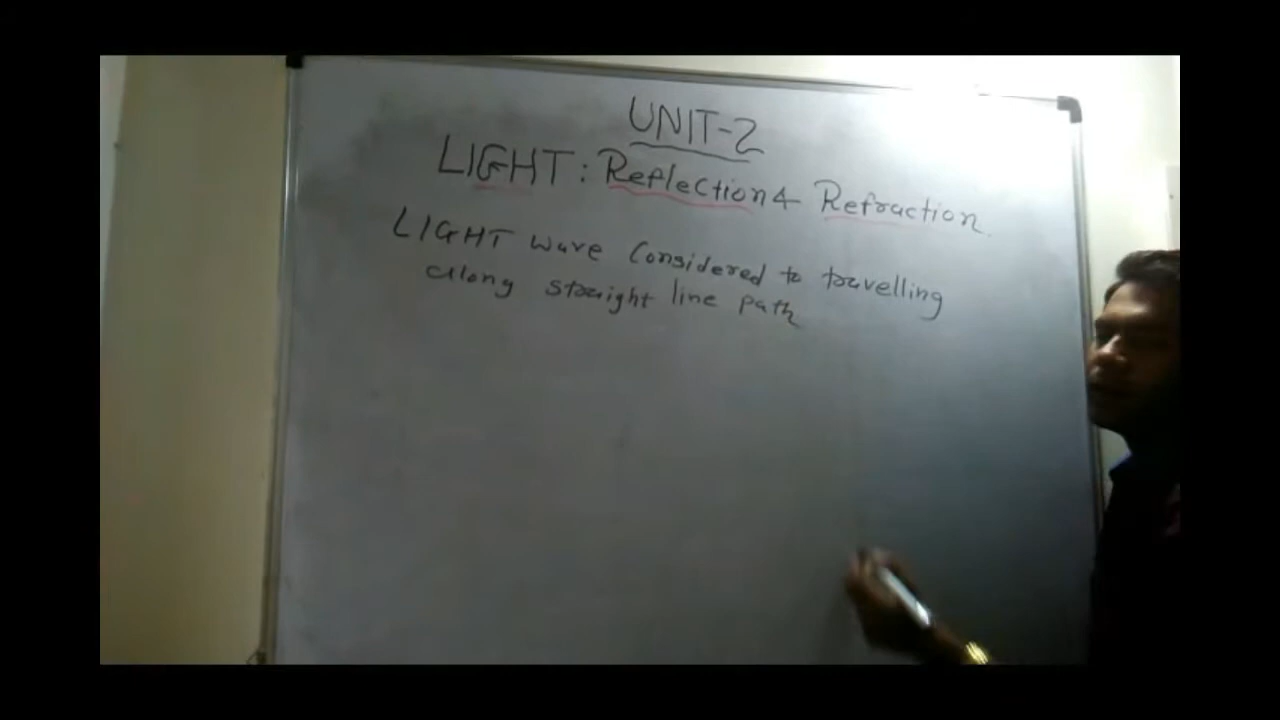 UNIT-2
LIGHT: Reflection & Refraction.
LIGHT wave Considered to travelling
along straight line path